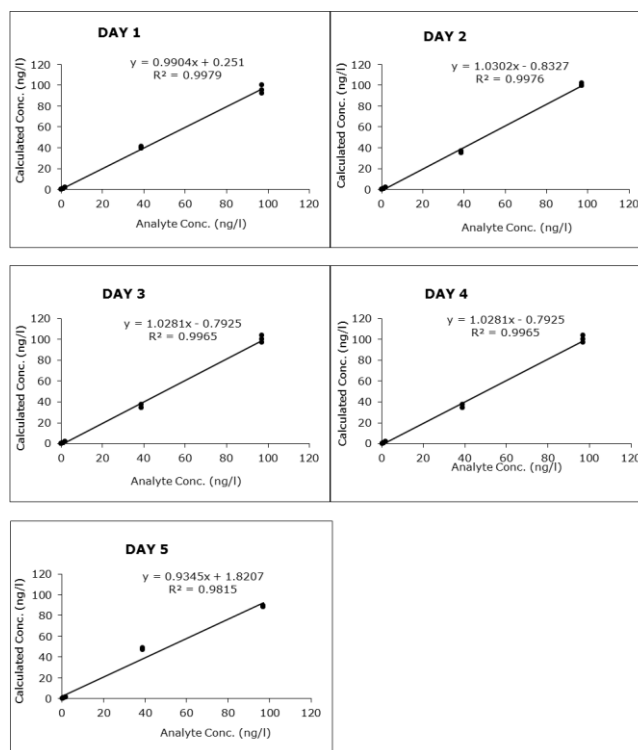 DAY 1
y = 0.9904x + 0.251
R² = 0.9979
Calculated Conc. (ng/l)
120
100
80
60
40
20
0
0 20 40 60 80 100 120
Analyte Conc. (ng/l)
DAY 2
y = 1.0302x - 0.8327
R² = 0.9976
Calculated Conc. (ng/l)
120
100
80
60
40
20
0
0 20 40 60 80 100 120
Analyte Conc. (ng/l)
DAY 3
y = 1.0281x - 0.7925
R² = 0.9965
Calculated Conc. (ng/l)
120
100
80
60
40
20
0
0 20 40 60 80 100 120
Analyte Conc. (ng/l)
DAY 4
y = 1.0281x - 0.7925
R² = 0.9965
Calculated Conc. (ng/l)
120
100
80
60
40
20
0
0 20 40 60 80 100 120
Analyte Conc. (ng/l)
DAY 5
y = 0.9345x + 1.8207
R² = 0.9815
Calculated Conc. (ng/l)
120
100
80
60
40
20
0
0 20 40 60 80 100 120
Analyte Conc. (ng/l)